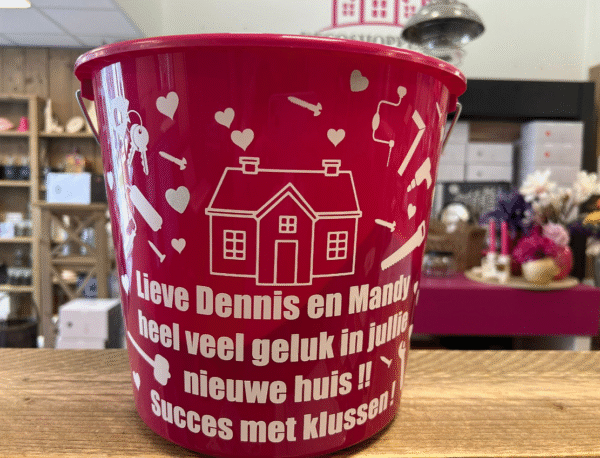 Lieve Dennis en Mandy
heel veel geluk in jullie
nieuwe huis !!
Succes met klussen !